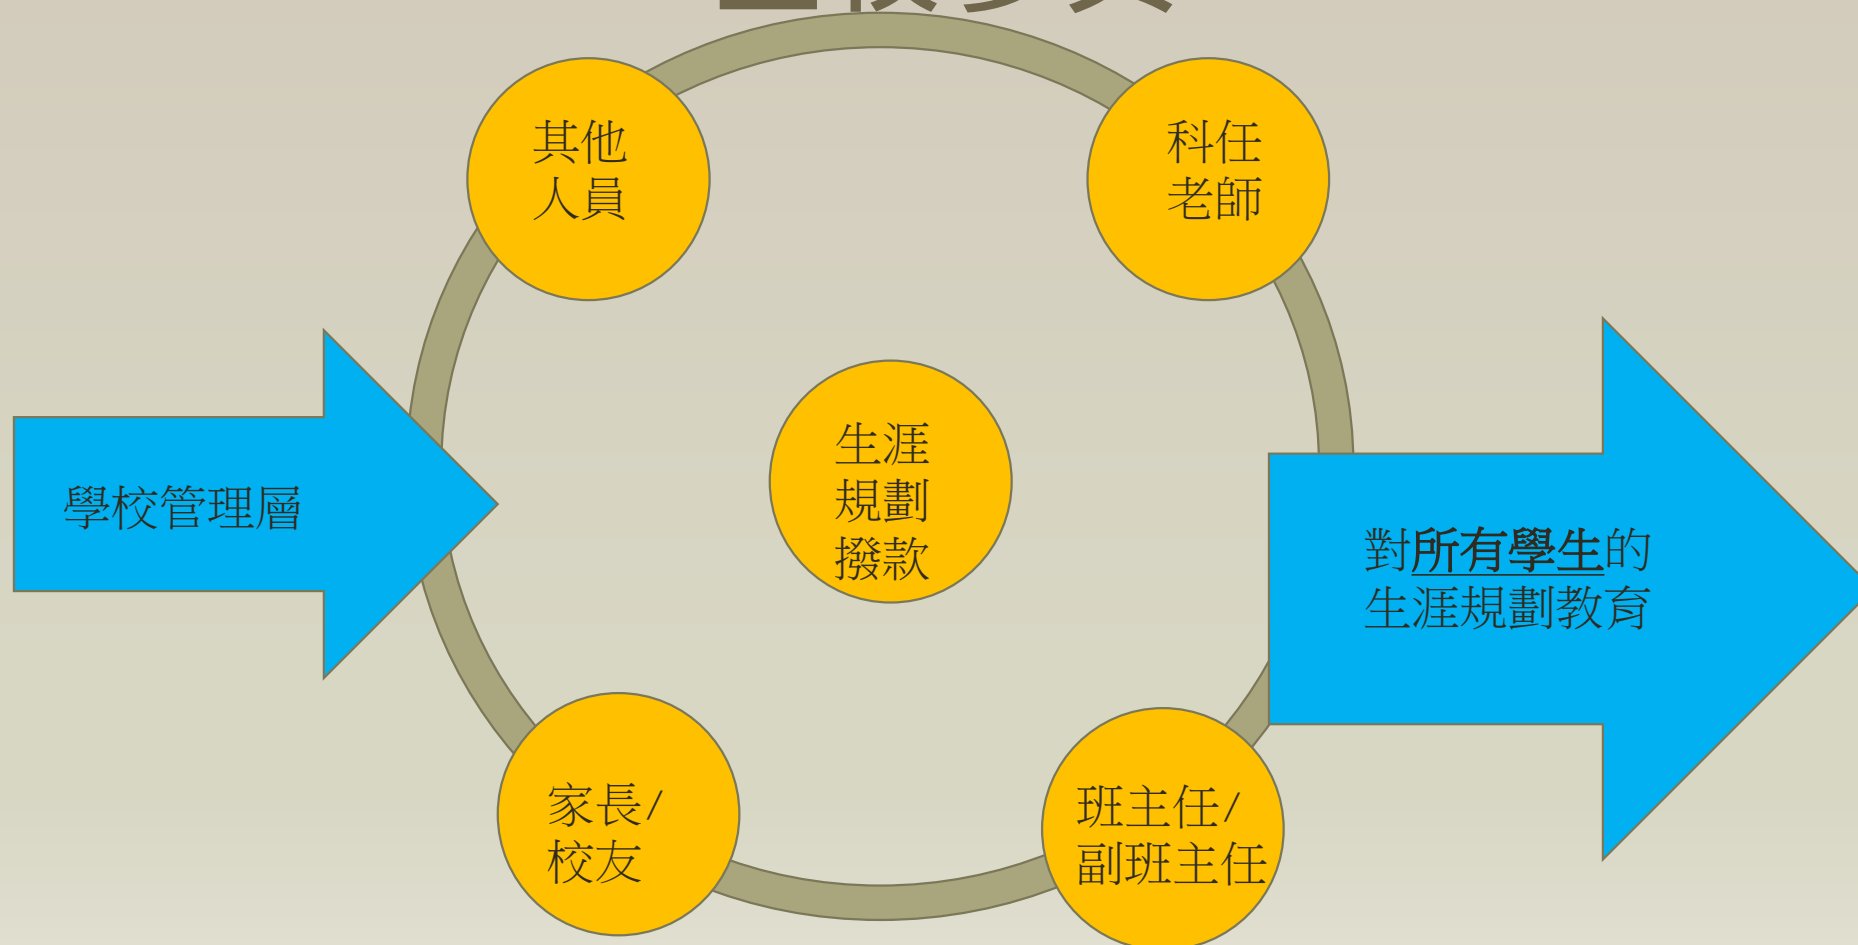 其他
人員
科任
老師
學校管理層
生涯
規劃
撥款
對所有學生的
生涯規劃教育
家長/
校友
班主任/
副班主任